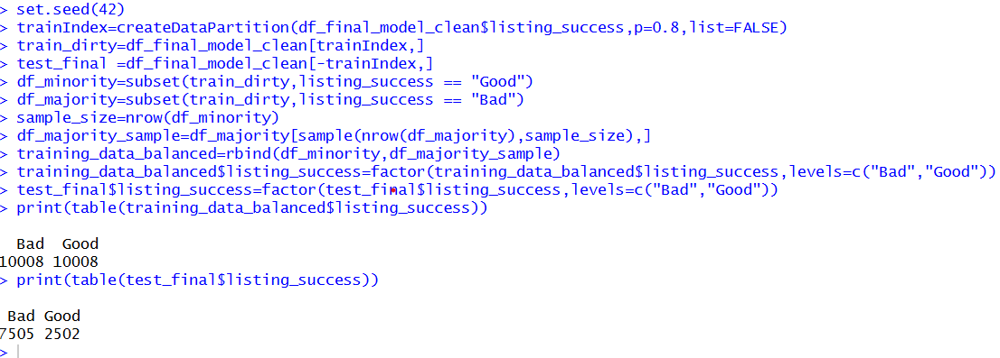 > set.seed(42)
> trainIndex=createDataPartition(df_final_model_clean$listing_success,p=0.8,list=FALSE)
> train_dirty=df_final_model_clean[trainIndex,]
> test_final =df_final_model_clean[-trainIndex,]
> df_minority=subset(train_dirty,listing_success == "Good")
> df_majority=subset(train_dirty,listing_success == "Bad")
> sample_size=nrow(df_minority)
> df_majority_sample=df_majority[sample(nrow(df_majority),sample_size),]
> training_data_balanced=rbind(df_minority,df_majority_sample)
> training_data_balanced$listing_success=factor(training_data_balanced$listing_success,levels=c("Bad","Good"))
> test_final$listing_success=factor(test_final$listing_success,levels=c("Bad","Good"))
> print(table(training_data_balanced$listing_success))
  Bad  Good
10008 10008
> print(table(test_final$listing_success))
 Bad Good
7505 2502
>